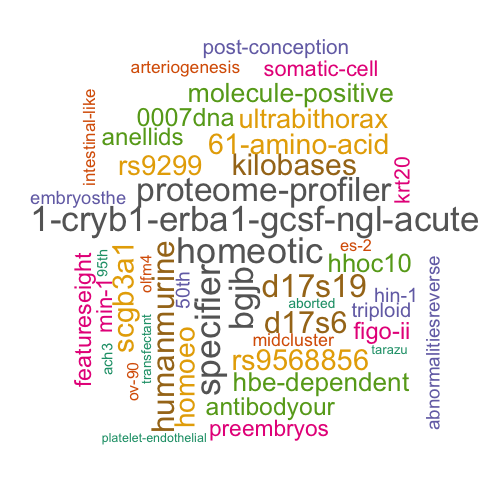 post-conception
arteriogenesis
somatic-cell
intestinal-like
molecule-positive
0007dna
ultrabithorax
anellids
61-amino-acid
rs9299
kilobases
krt20
embryosthe
proteome-profiler
1-cryb1-erba1-gcsf-ngl-acute
homeotic
es-2
hhoc10
featureseight
95th
min-1
scgb3a1
olfm4
humanmurine
50th
specifier
bgjb
d17s19
aborted
hin-1
triploid
abnormalitiesreverse
ach3
ov-90
transfectant
homoeo
d17s6
figo-ii
midcluster
tarazu
rs9568856
hbe-dependent
antibodyour
platelet-endothelial
preembryos